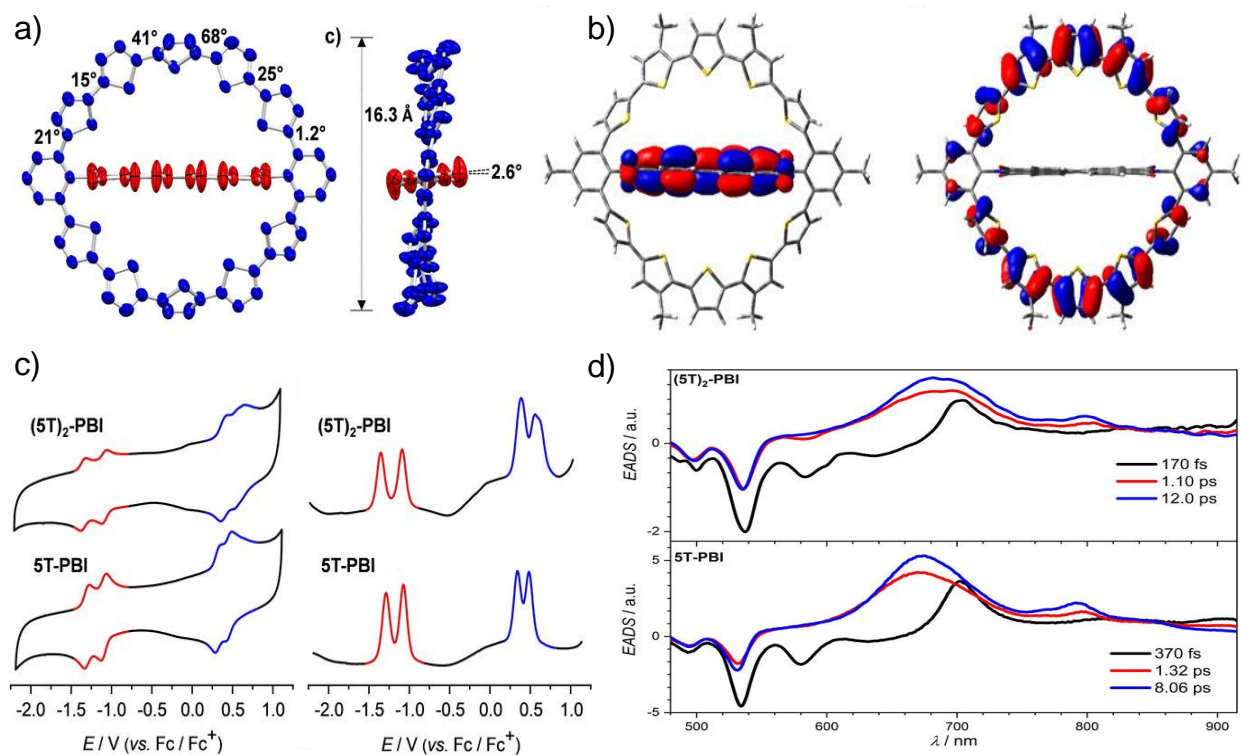 a)
41°
68°
15°
25°
21°
1.2°
c)
16.3 Å
2.6°
b)
c)
(5T)₂-PBI
5T-PBI
-2.0 -1.5 -1.0 -0.5 0.0 0.5 1.0
E / V (vs. Fc / Fc⁺)
(5T)₂-PBI
5T-PBI
-2.0 -1.5 -1.0 -0.5 0.0 0.5 1.0
E / V (vs. Fc / Fc⁺)
d)
(5T)₂-PBI
0
-2
EADS / a.u.
170 fs
1.10 ps
12.0 ps
5T-PBI
5
0
-5
EADS / a.u.
370 fs
1.32 ps
8.06 ps
500 600 700 800 900
λ / nm